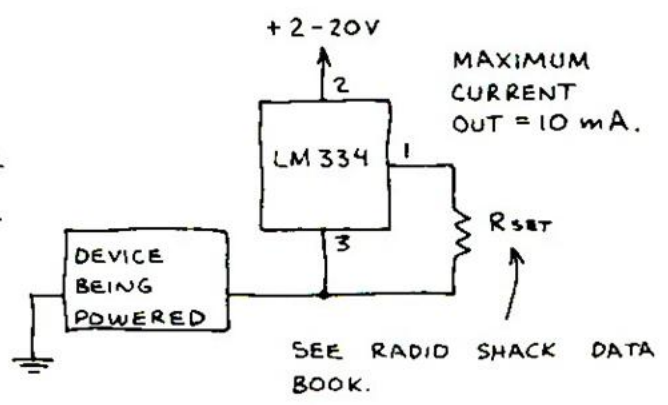 +2-20V
MAXIMUM
CURRENT
OUT = 10 mA.
2
LM334
1
3
RSET
DEVICE
BEING
POWERED
SEE RADIO SHACK DATA
BOOK.